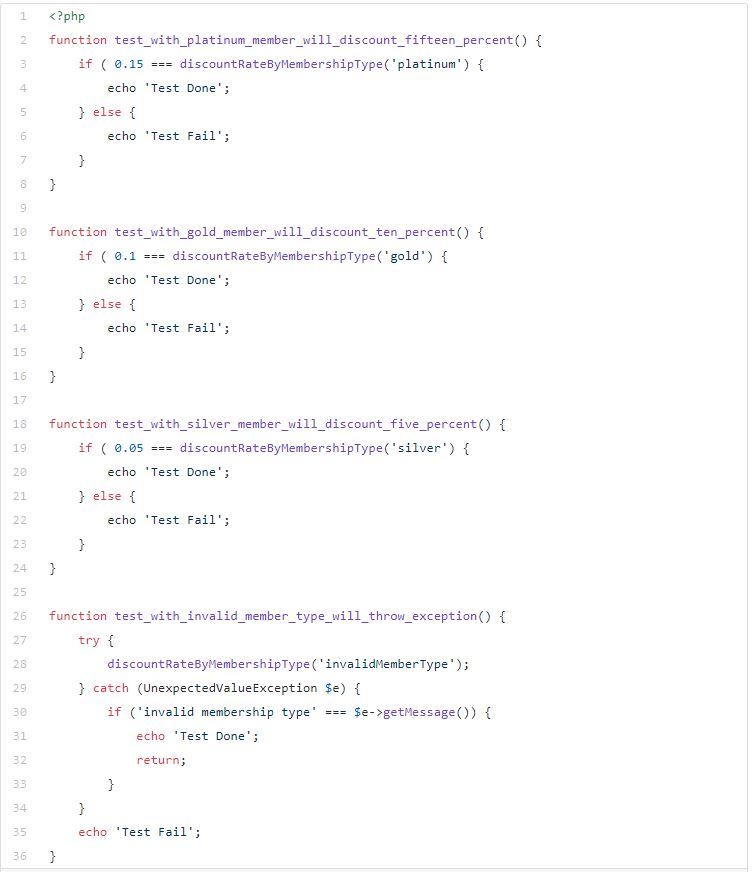 1 <?php
2 function test_with_platinum_member_will_discount_fifteen_percent() {
3     if ( 0.15 === discountRateByMembershipType('platinum') {
4         echo 'Test Done';
5     } else {
6         echo 'Test Fail';
7     }
8 }
9
10 function test_with_gold_member_will_discount_ten_percent() {
11     if ( 0.1 === discountRateByMembershipType('gold') {
12         echo 'Test Done';
13     } else {
14         echo 'Test Fail';
15     }
16 }
17
18 function test_with_silver_member_will_discount_five_percent() {
19     if ( 0.05 === discountRateByMembershipType('silver') {
20         echo 'Test Done';
21     } else {
22         echo 'Test Fail';
23     }
24 }
25
26 function test_with_invalid_member_type_will_throw_exception() {
27     try {
28         discountRateByMembershipType('invalidMemberType');
29     } catch (UnexpectedValueException $e) {
30         if ('invalid membership type' === $e->getMessage()) {
31             echo 'Test Done';
32             return;
33         }
34     }
35     echo 'Test Fail';
36 }